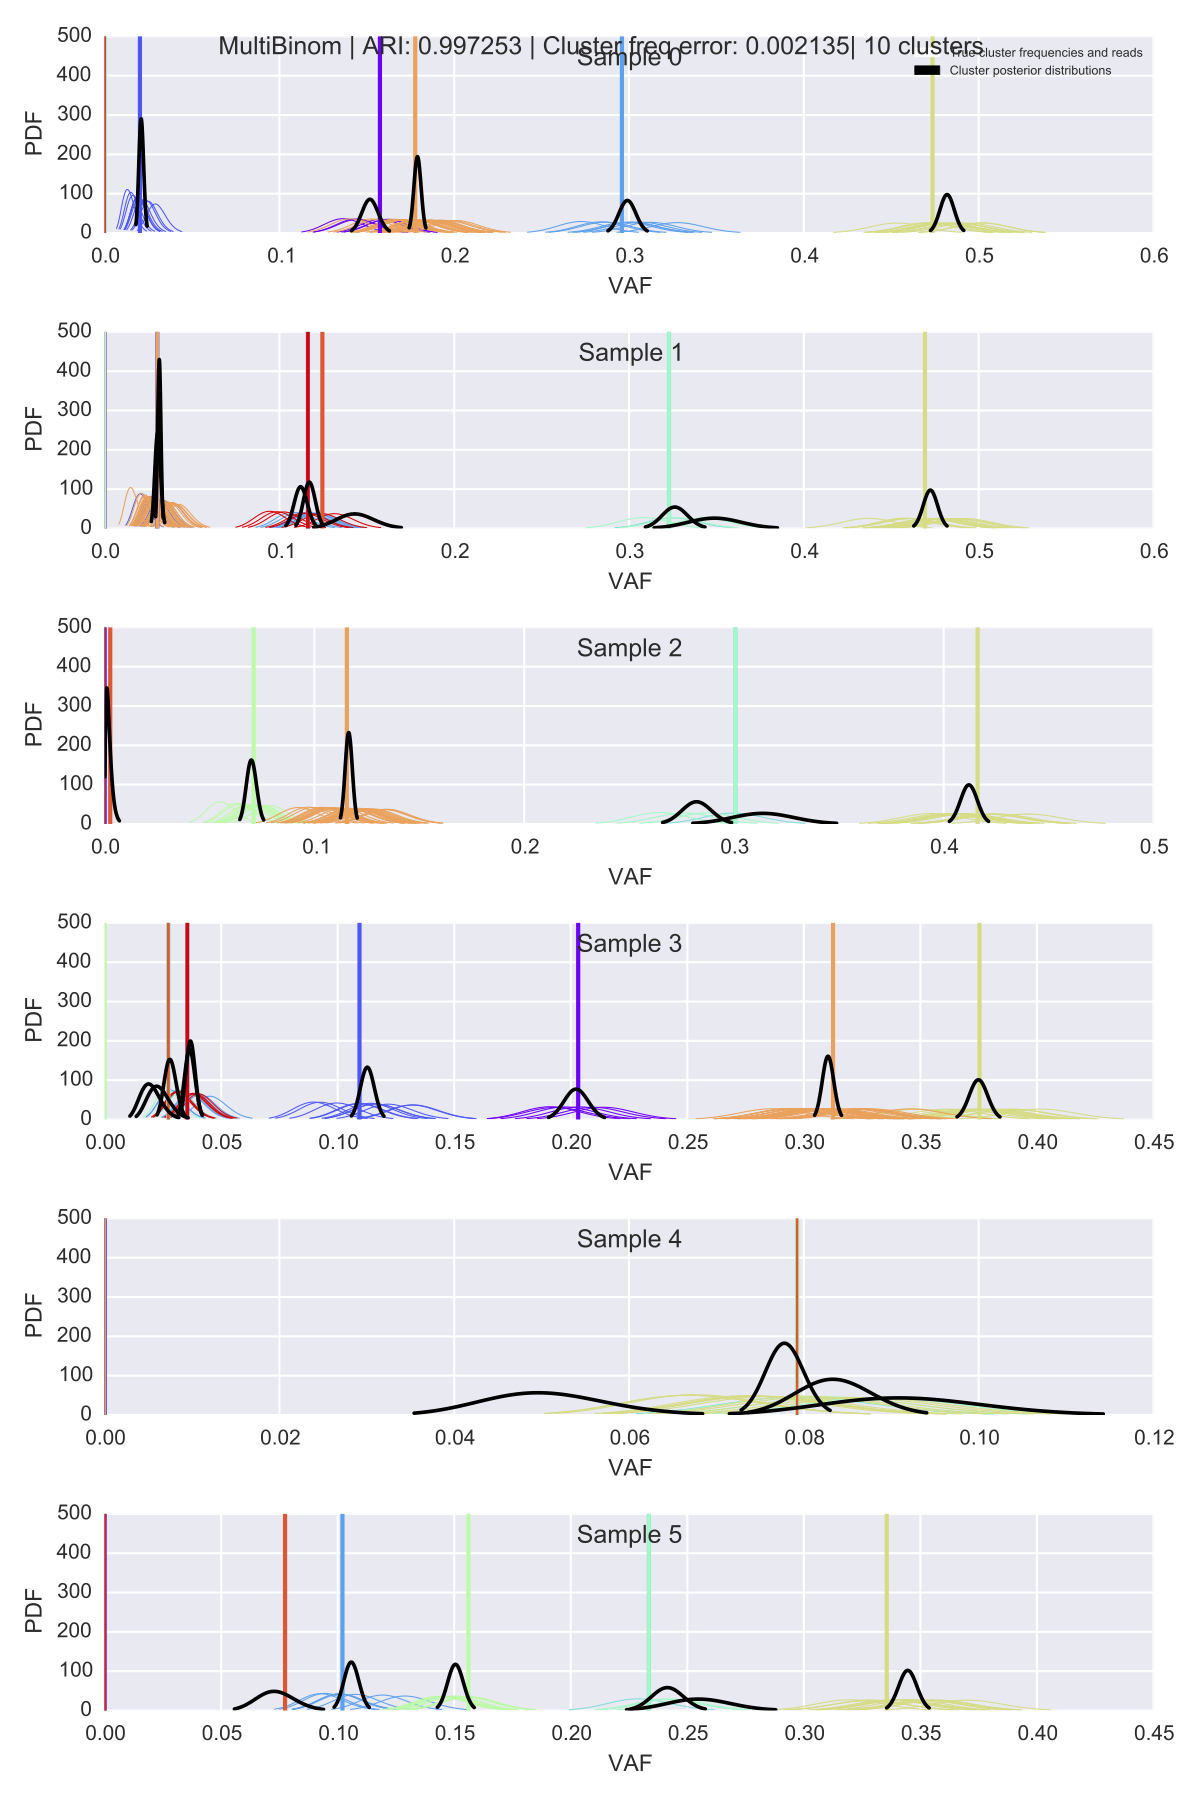 MultiBinom | ARI: 0.997253 | Cluster freq error: 0.002135| 10 clusters
Sample 0
True cluster frequencies and reads
Cluster posterior distributions
PDF
500
400
300
200
100
0
0.0 0.1 0.2 0.3 0.4 0.5 0.6
VAF
Sample 1
PDF
500
400
300
200
100
0
0.0 0.1 0.2 0.3 0.4 0.5 0.6
VAF
Sample 2
PDF
500
400
300
200
100
0
0.0 0.1 0.2 0.3 0.4 0.5
VAF
Sample 3
PDF
500
400
300
200
100
0
0.00 0.05 0.10 0.15 0.20 0.25 0.30 0.35 0.40 0.45
VAF
Sample 4
PDF
500
400
300
200
100
0
0.00 0.02 0.04 0.06 0.08 0.10 0.12
VAF
Sample 5
PDF
500
400
300
200
100
0
0.00 0.05 0.10 0.15 0.20 0.25 0.30 0.35 0.40 0.45
VAF